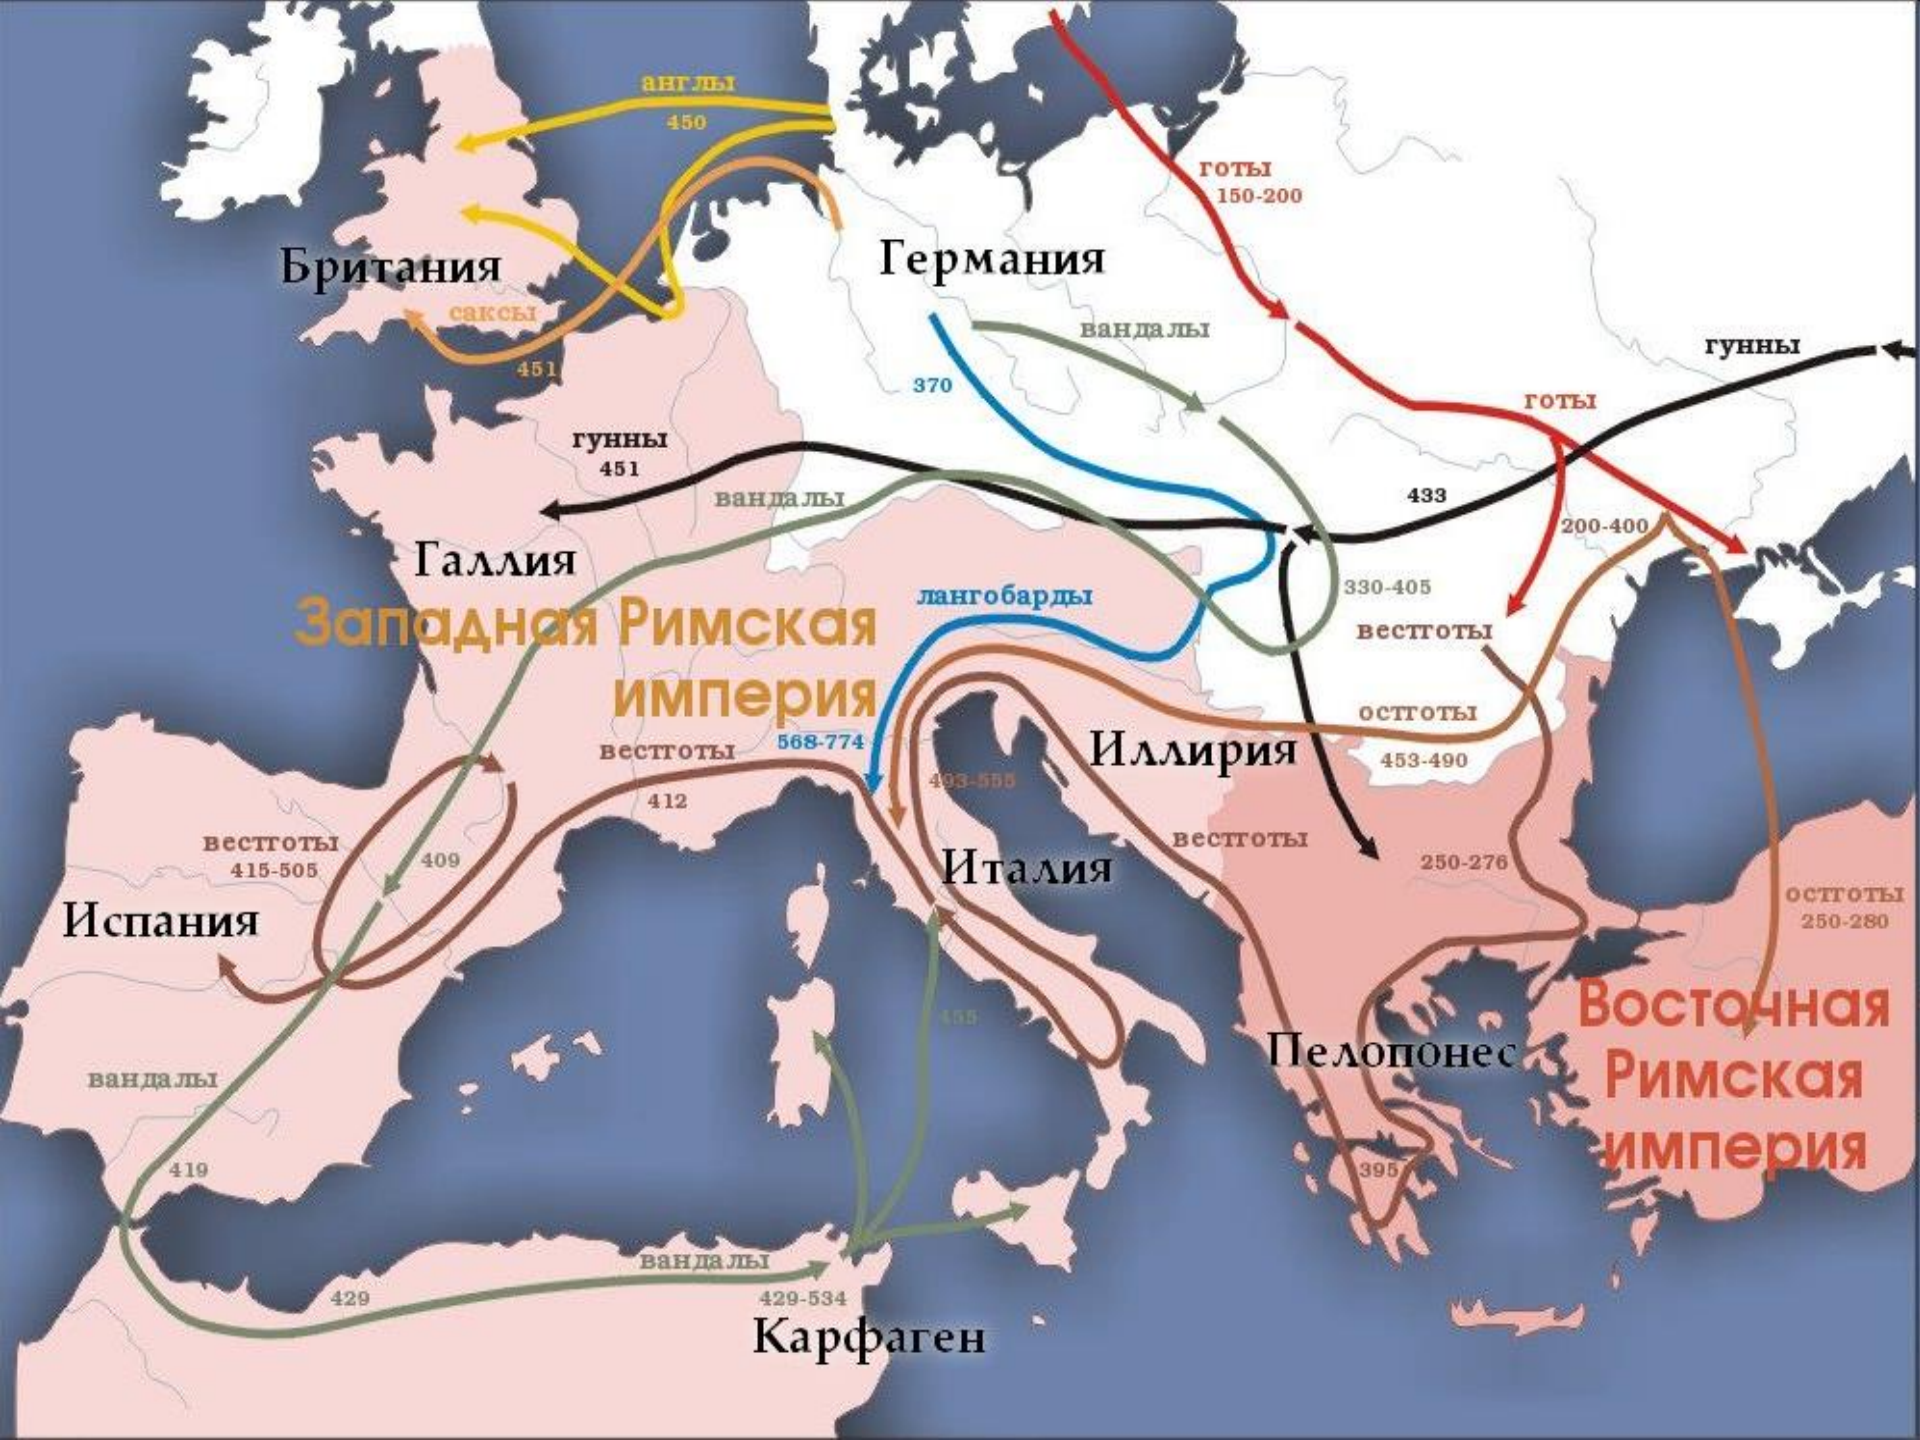 англы
450
готы
150-200
Британия
Германия
саксы
451
вандалы
370
гунны
готы
гунны
451
вандалы
433
200-400
Галлия
330-405
лангобарды
вестготы
Западная Римская
империя
568-774
остготы
453-490
вестготы
412
Иллирия
493-555
вестготы
415-505
409
вестготы
250-276
Италия
остготы
250-280
Испания
455
Восточная
Римская
империя
Пелопонес
вандалы
419
395
вандалы
429
429-534
Карфаген